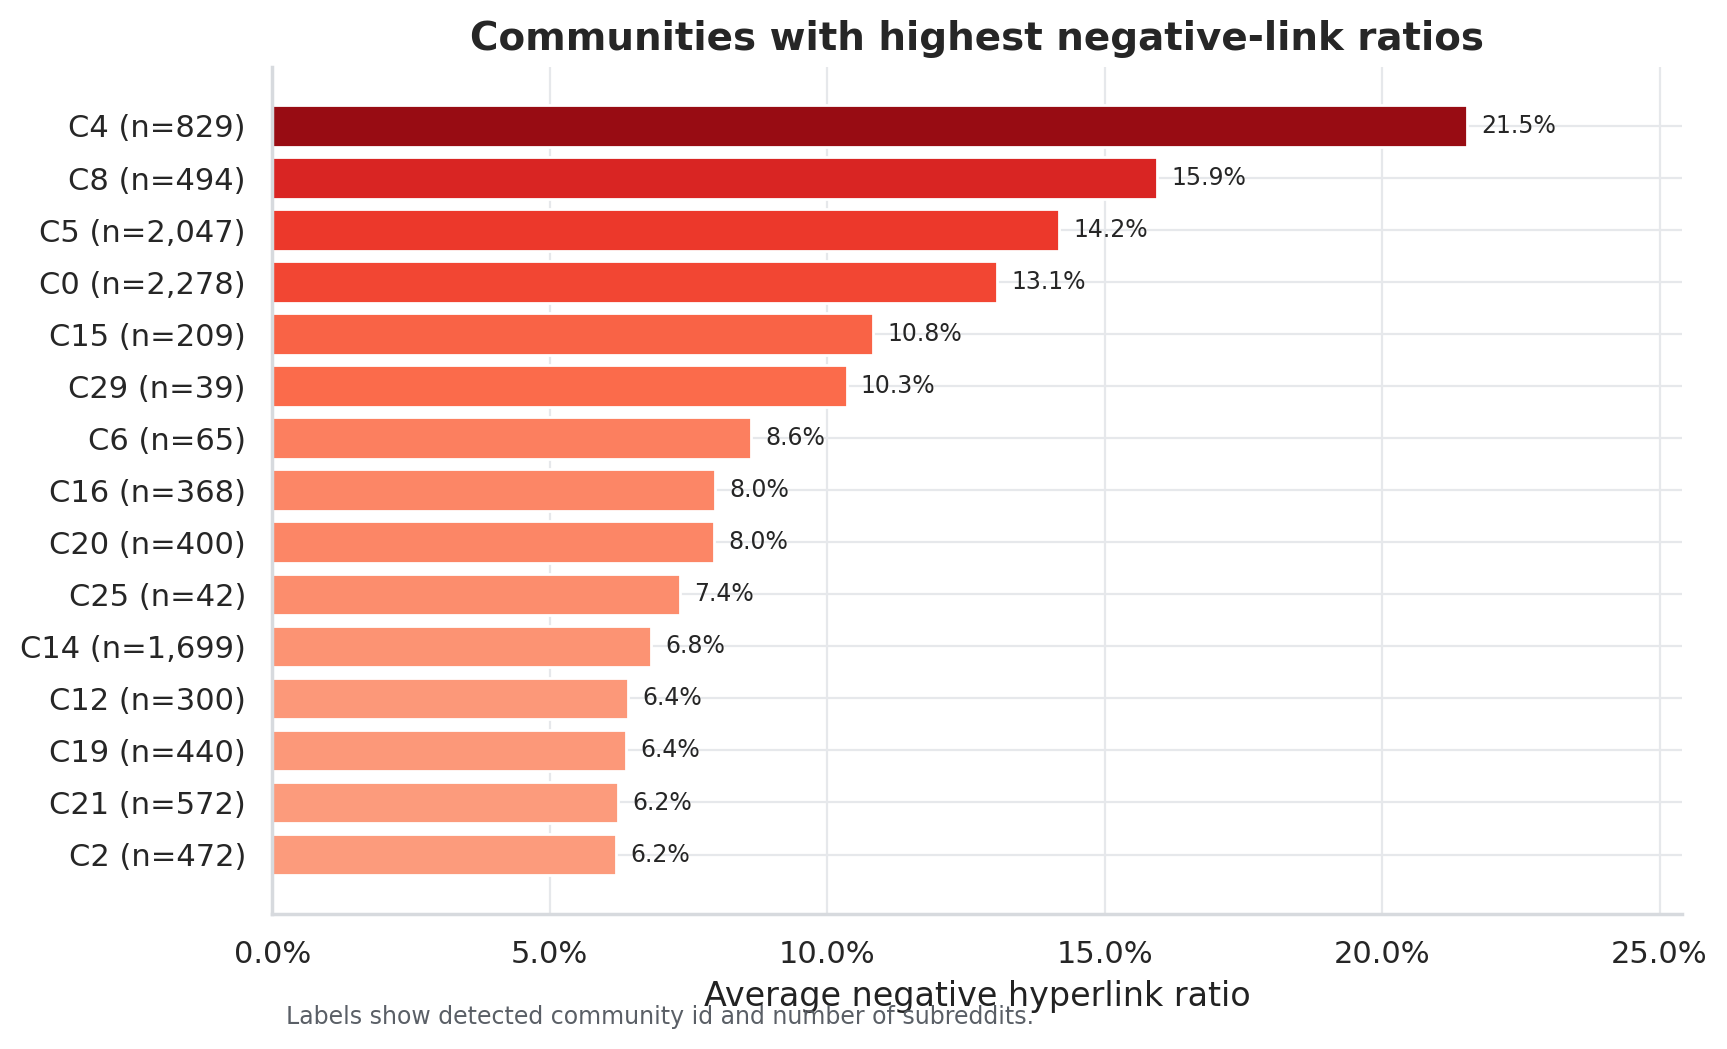 Communities with highest negative-link ratios
C4 (n=829) 21.5%
C8 (n=494) 15.9%
C5 (n=2,047) 14.2%
C0 (n=2,278) 13.1%
C15 (n=209) 10.8%
C29 (n=39) 10.3%
C6 (n=65) 8.6%
C16 (n=368) 8.0%
C20 (n=400) 8.0%
C25 (n=42) 7.4%
C14 (n=1,699) 6.8%
C12 (n=300) 6.4%
C19 (n=440) 6.4%
C21 (n=572) 6.2%
C2 (n=472) 6.2%
0.0% 5.0% 10.0% 15.0% 20.0% 25.0%
Average negative hyperlink ratio
Labels show detected community id and number of subreddits.